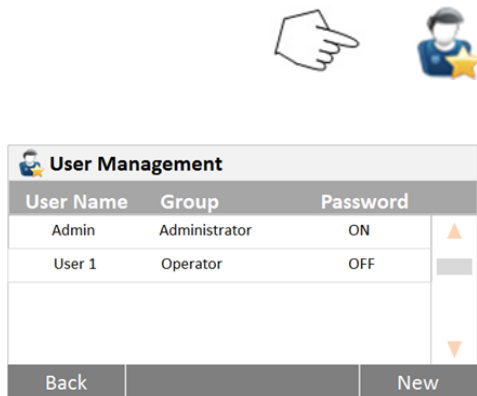 User Management
User Name Group Password
Admin Administrator ON
User 1 Operator OFF
Back New